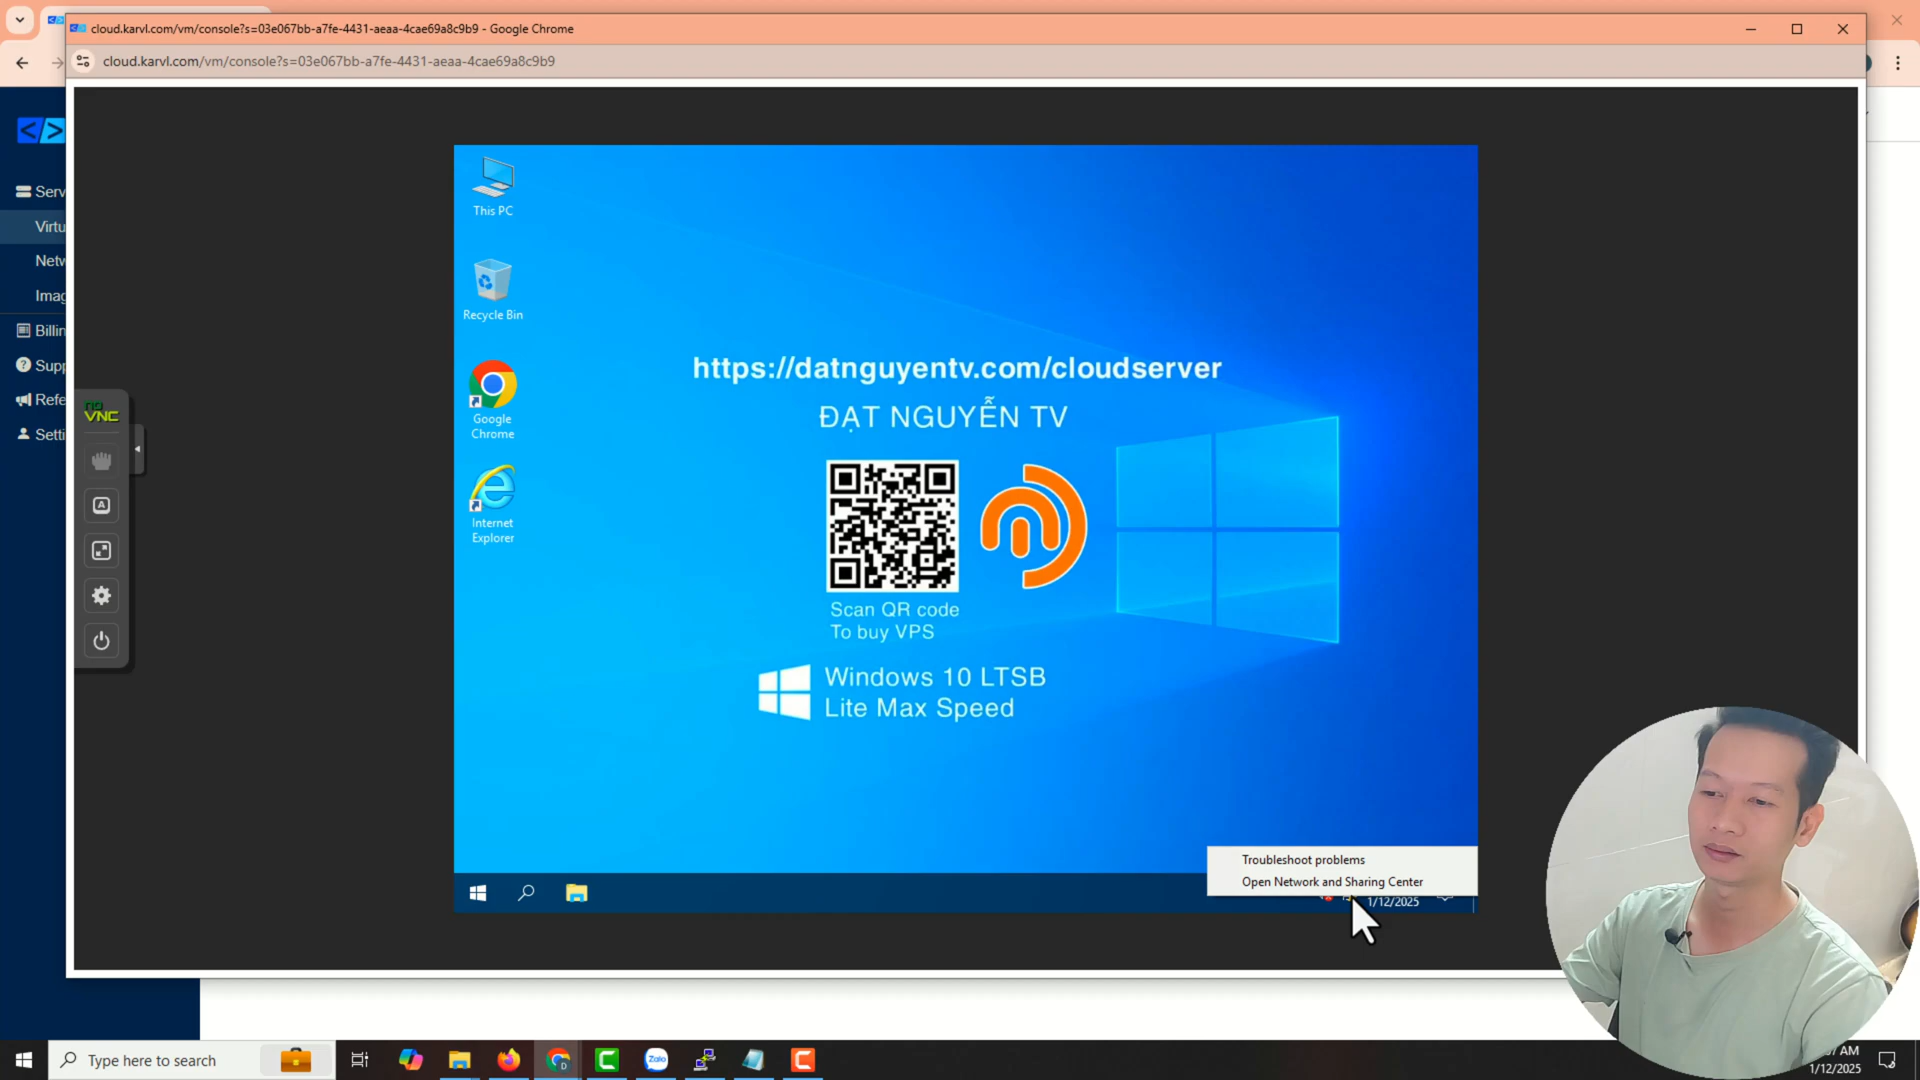 cloud.karvl.com/vm/console?s=03e067bb-a7fe-4431-aeaa-4cae69a8c9b9 - Google Chrome
cloud.karvl.com/vm/console?s=03e067bb-a7fe-4431-aeaa-4cae69a8c9b9
Serv
Virtu
Netw
Imag
Billin
Supp
Refe
Setti
no
VNC
A
This PC
Recycle Bin
Google
Chrome
Internet
Explorer
https://datnguyentv.com/cloudserver
ĐẠT NGUYỄN TV
Scan QR code
To buy VPS
Windows 10 LTSB
Lite Max Speed
Troubleshoot problems
Open Network and Sharing Center
1/12/2025
Type here to search
Zalo
AM
1/12/2025